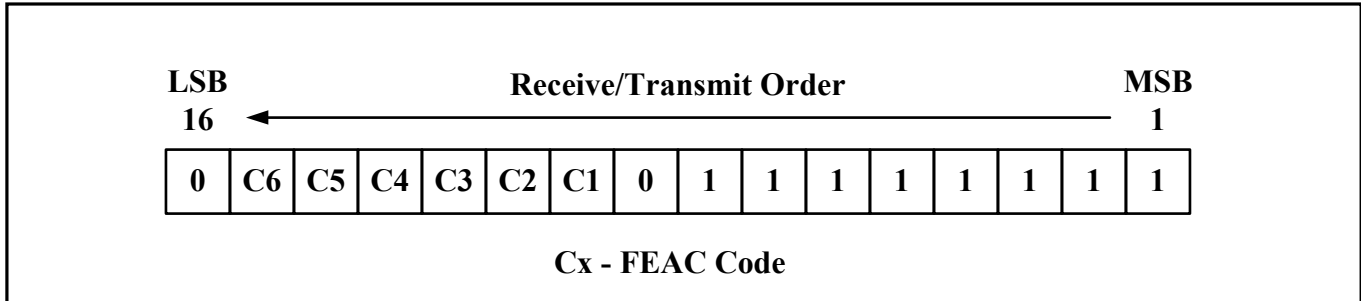 LSB Receive/Transmit Order MSB
16 1
0 C6 C5 C4 C3 C2 C1 0 1 1 1 1 1 1 1 1
Cx - FEAC Code